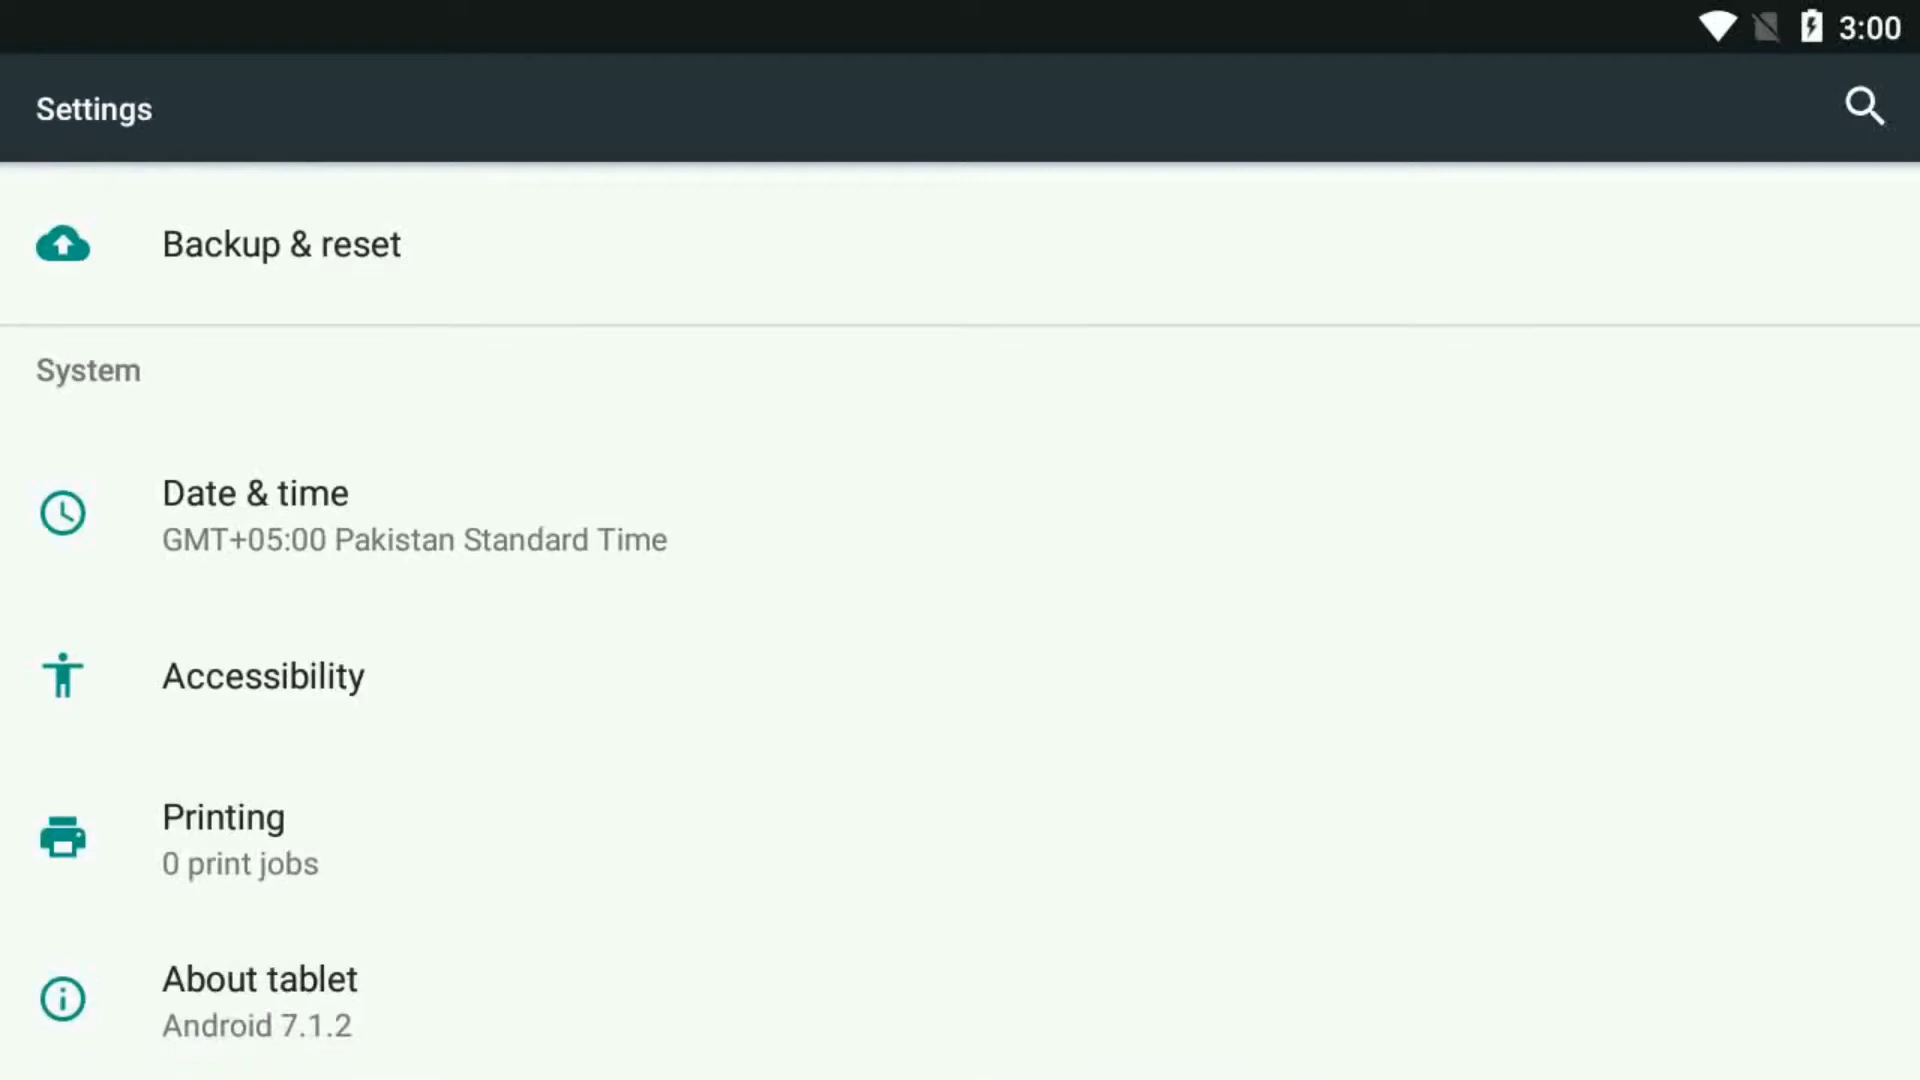 3:00
Settings
Backup & reset
System
Date & time
GMT+05:00 Pakistan Standard Time
Accessibility
Printing
0 print jobs
About tablet
Android 7.1.2